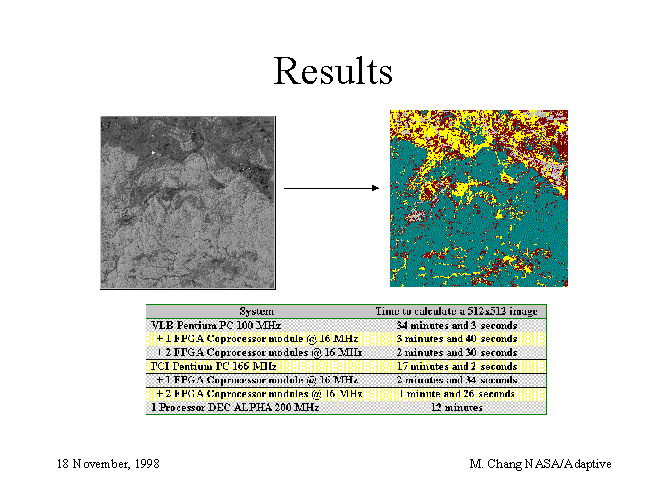 Results
System Time to calculate a 512x512 image
VLB Pentium PC 100 MHz 34 minutes and 3 seconds
+ 1 FPGA Coprocessor module @ 16 MHz 3 minutes and 40 seconds
+ 2 FPGA Coprocessor modules @ 16 MHz 2 minutes and 30 seconds
PCI Pentium PC 166 MHz 17 minutes and 2 seconds
+ 1 FPGA Coprocessor module @ 16 MHz 2 minutes and 34 seconds
+ 2 FPGA Coprocessor modules @ 16 MHz 1 minute and 26 seconds
1 Processor DEC ALPHA 200 MHz 12 minutes
18 November, 1998 M. Chang NASA/Adaptive